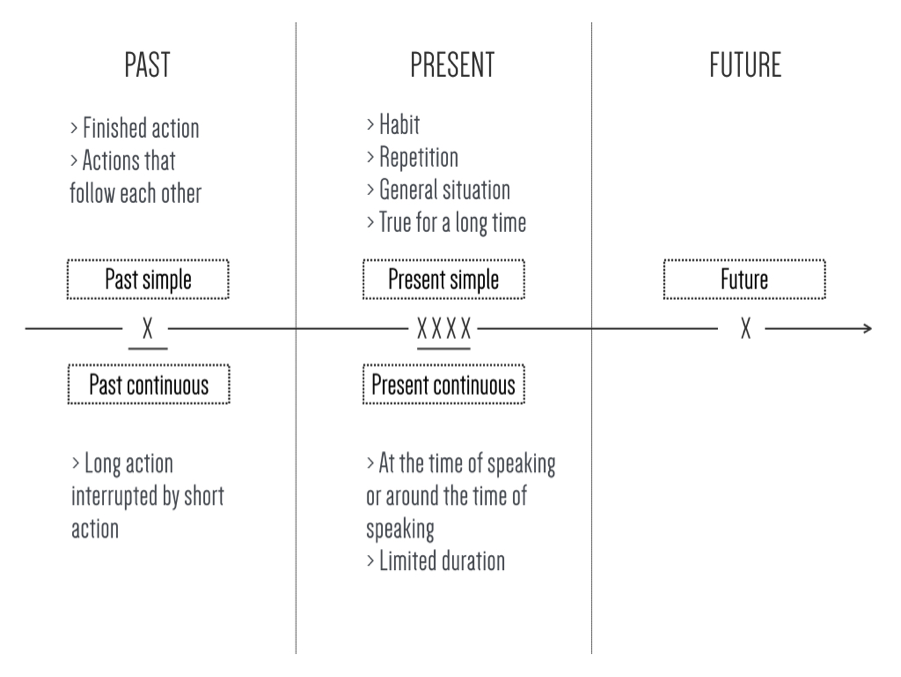 PAST
> Finished action
> Actions that
follow each other
Past simple
X
Past continuous
> Long action
interrupted by short
action
PRESENT
> Habit
> Repetition
> General situation
> True for a long time
Present simple
X X X X
Present continuous
> At the time of speaking
or around the time of
speaking
> Limited duration
FUTURE
Future
X